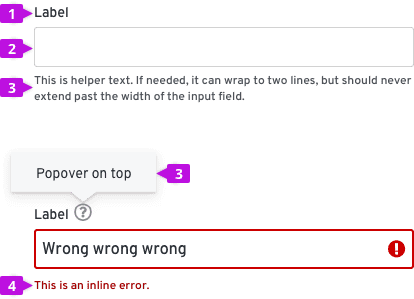 1 Label
2
This is helper text. If needed, it can wrap to two lines, but should never
3 extend past the width of the input field.
Popover on top 3
Label ?
Wrong wrong wrong !
4 This is an inline error.